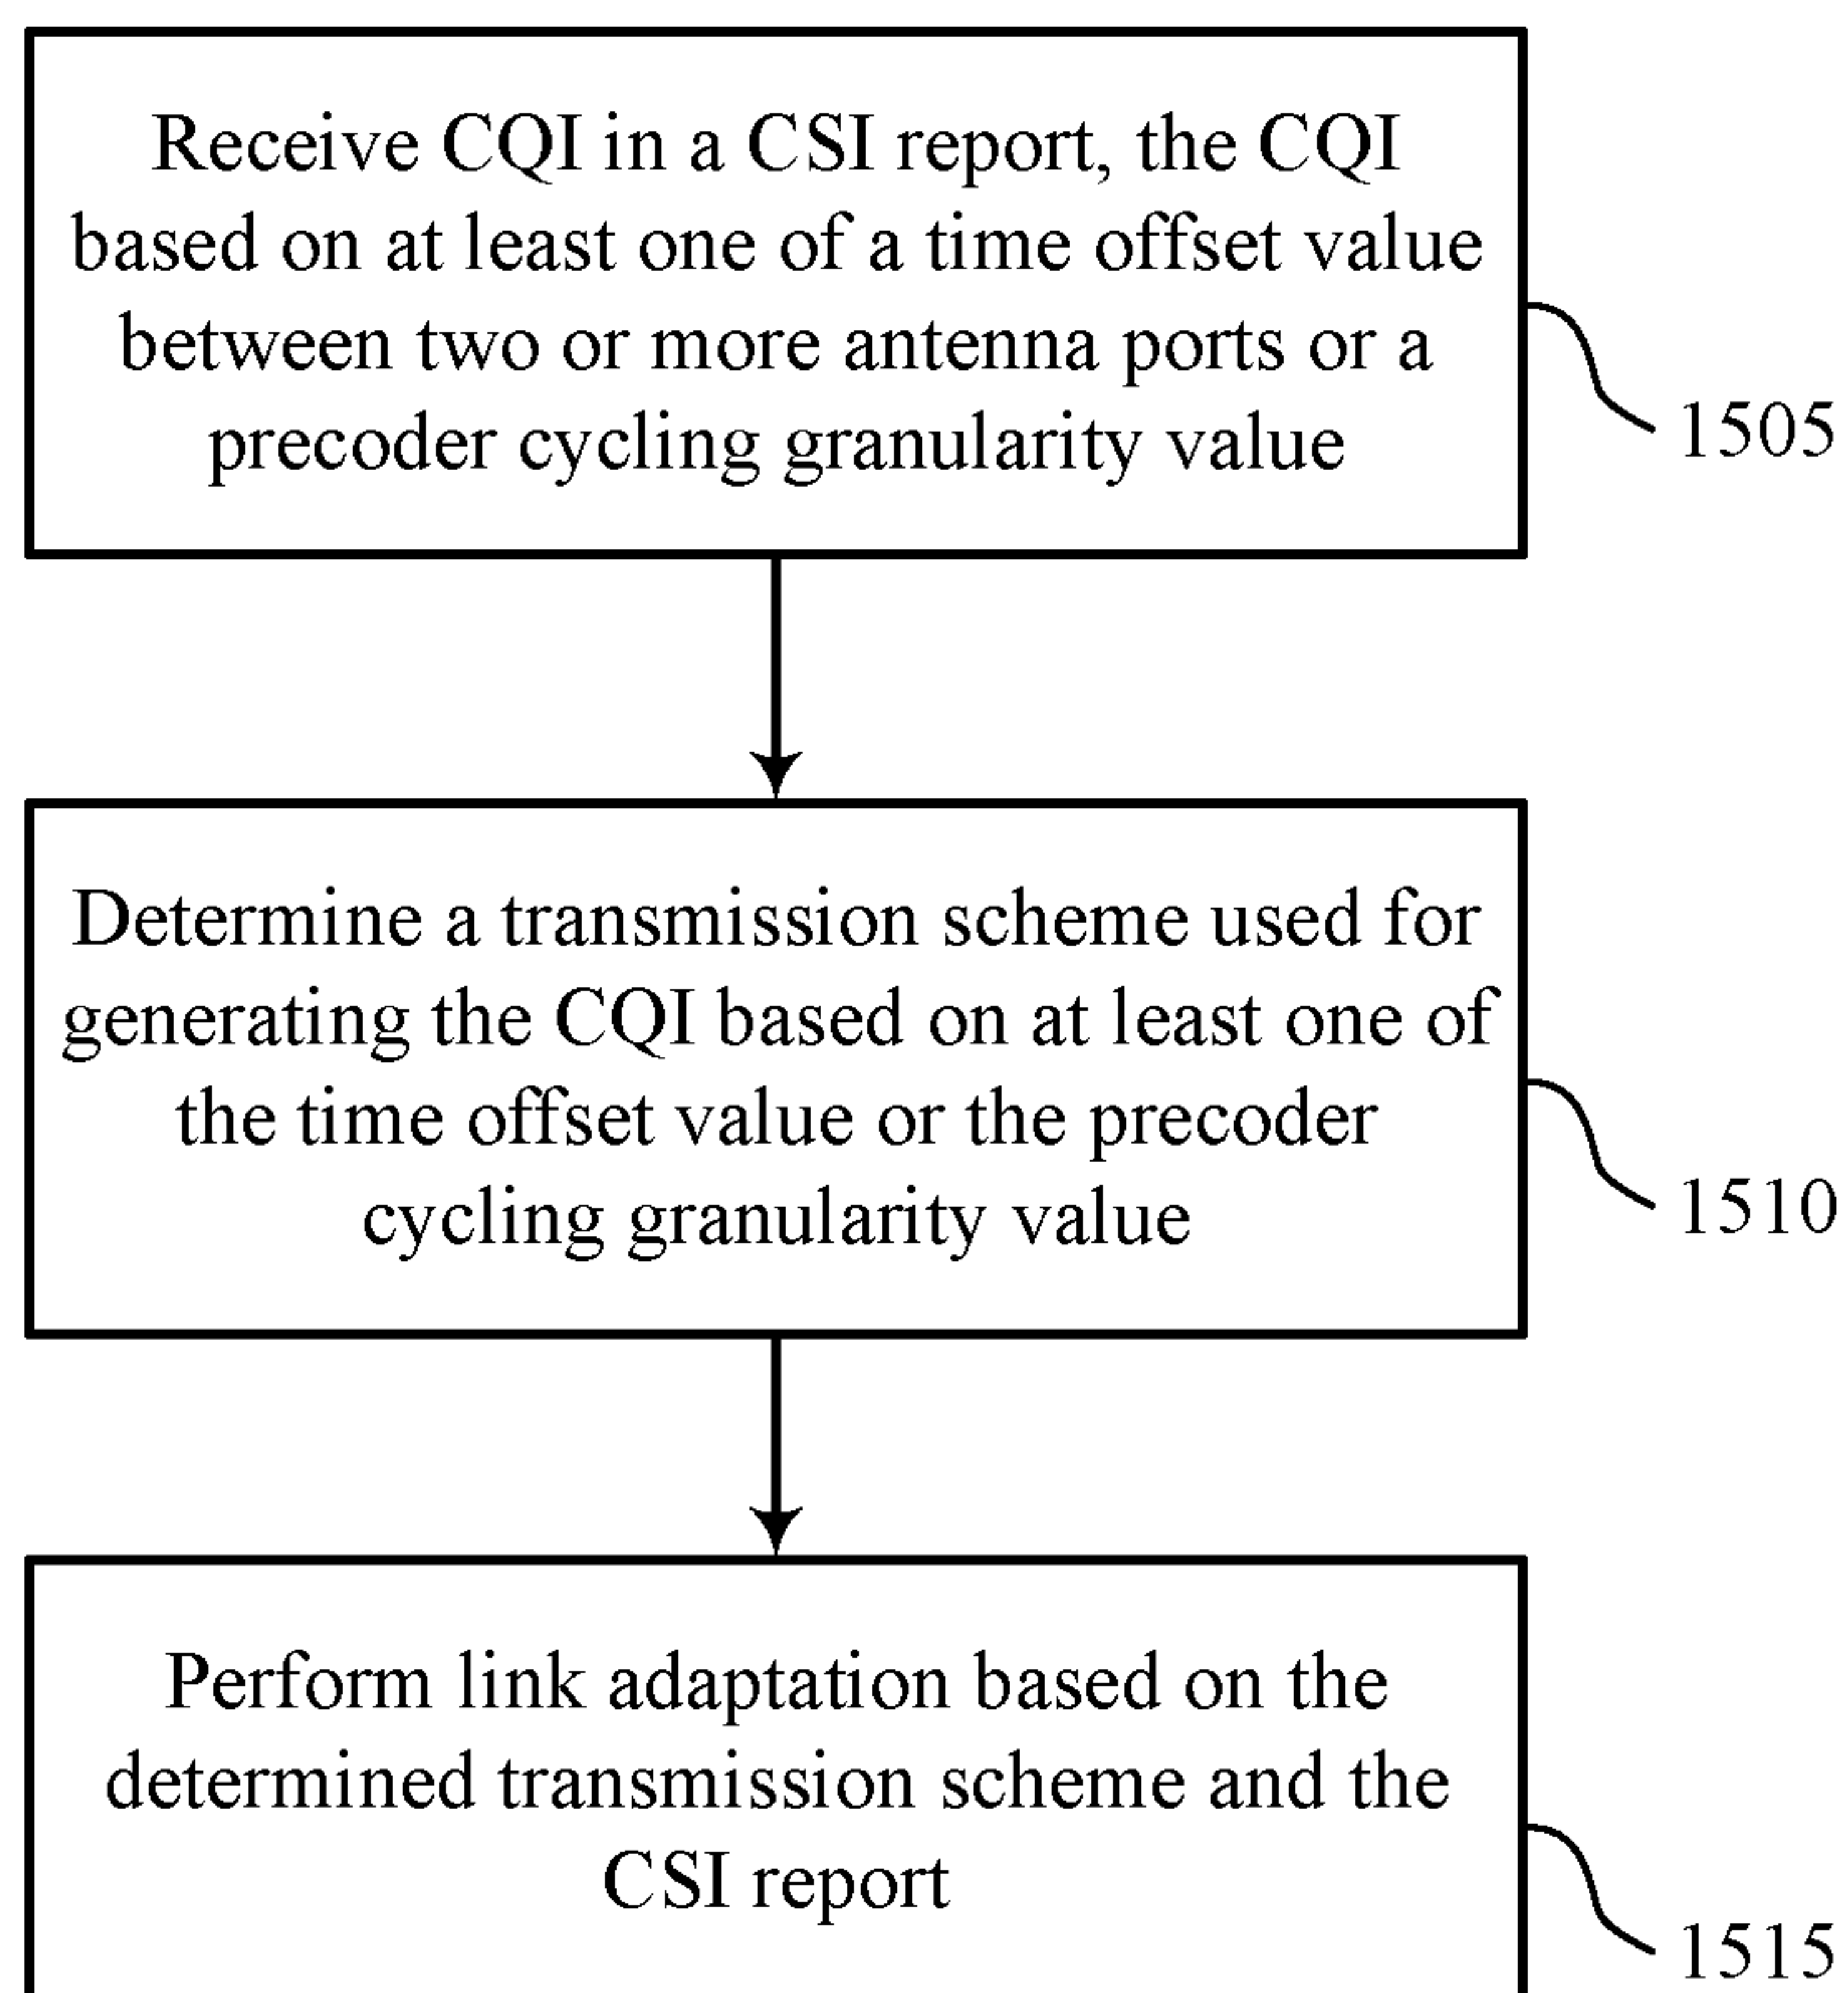 Receive CQI in a CSI report, the CQI
based on at least one of a time offset value
between two or more antenna ports or a
precoder cycling granularity value
1505
Determine a transmission scheme used for
generating the CQI based on at least one of
the time offset value or the precoder
cycling granularity value
1510
Perform link adaptation based on the
determined transmission scheme and the
CSI report
1515